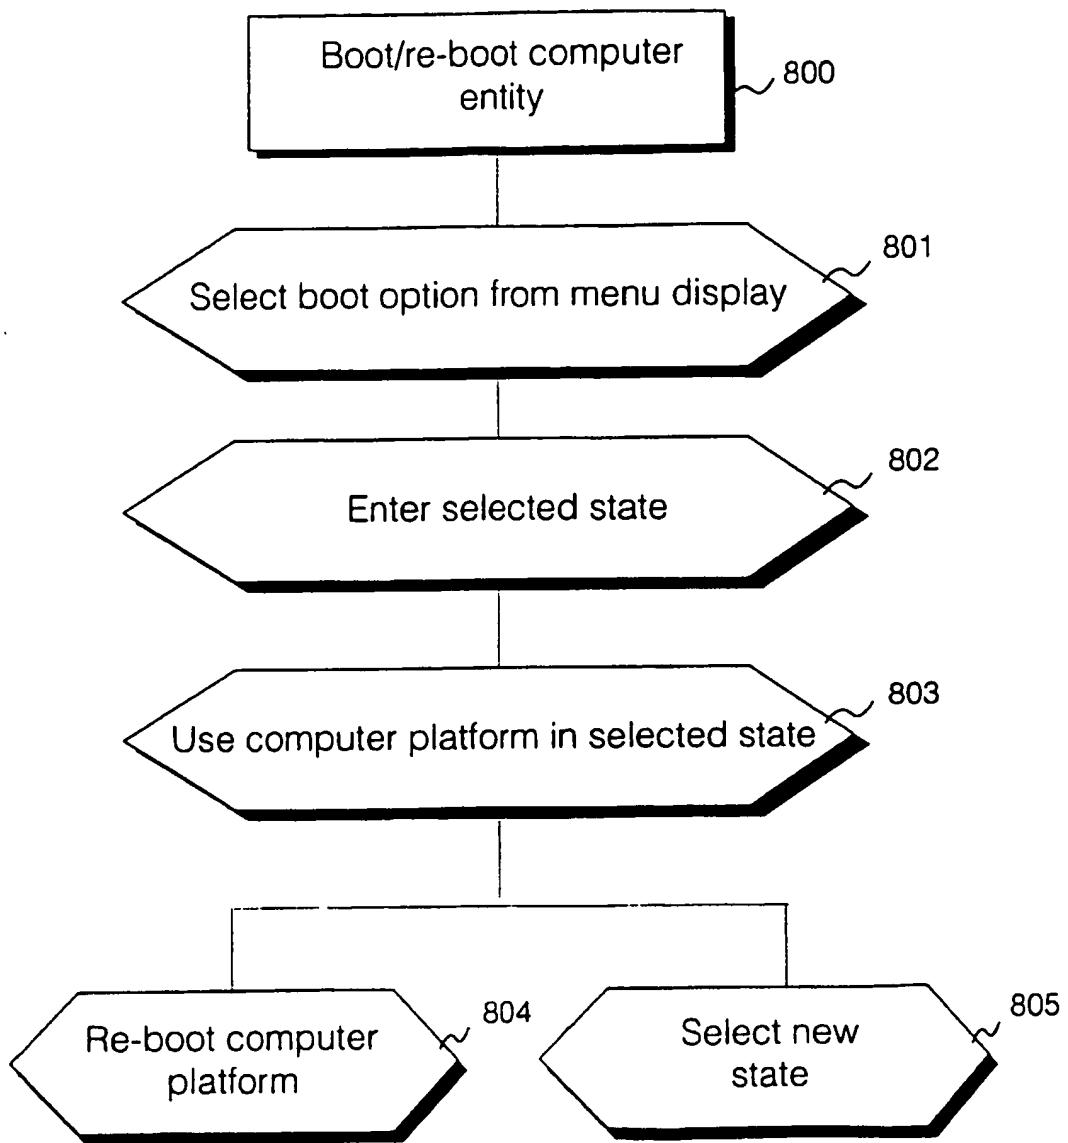 Boot/re-boot computer
entity
800
801
Select boot option from menu display
802
Enter selected state
803
Use computer platform in selected state
804
Re-boot computer
platform
805
Select new
state